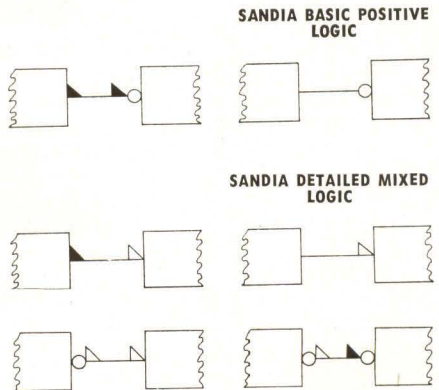 SANDIA BASIC POSITIVE
LOGIC
SANDIA DETAILED MIXED
LOGIC